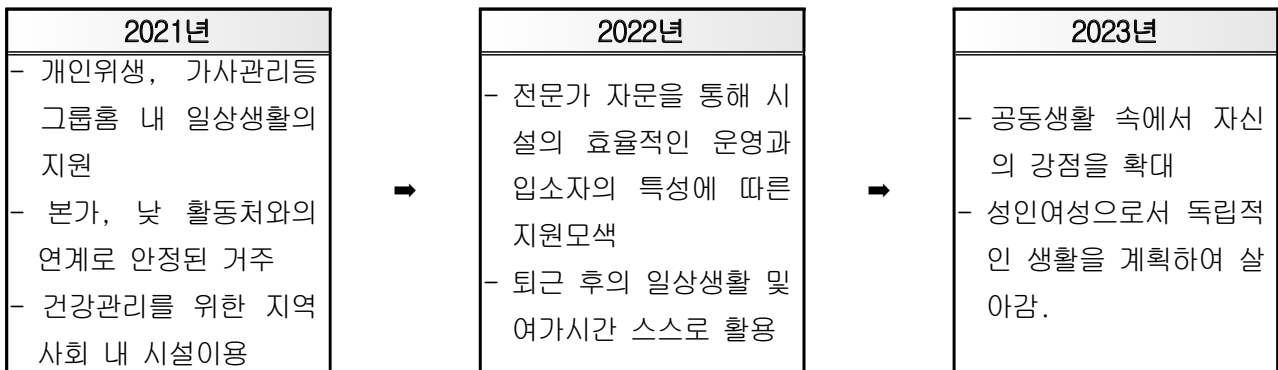 2021년
- 개인위생, 가사관리등
그룹홈 내 일상생활의
지원
- 본가, 낮 활동처와의
연계로 안정된 거주
- 건강관리를 위한 지역
사회 내 시설이용
➡
2022년
- 전문가 자문을 통해 시
설의 효율적인 운영과
입소자의 특성에 따른
지원모색
- 퇴근 후의 일상생활 및
여가시간 스스로 활용
➡
2023년
- 공동생활 속에서 자신
의 강점을 확대
- 성인여성으로서 독립적
인 생활을 계획하여 살
아감.